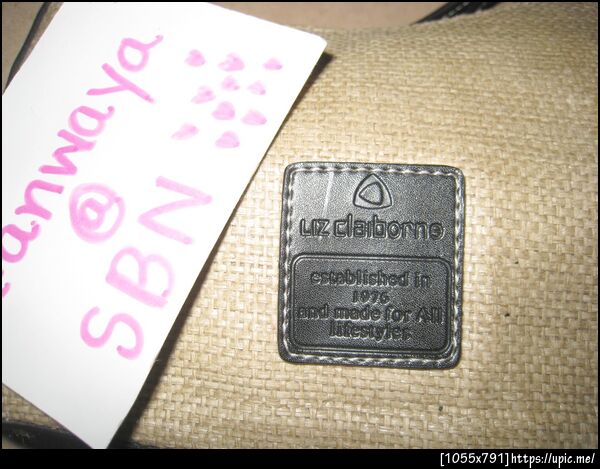 anwaya
@
SBN
LIZ claiborne
established in
1976
and made for All
lifestyles
[1055x791]https://upic.me/